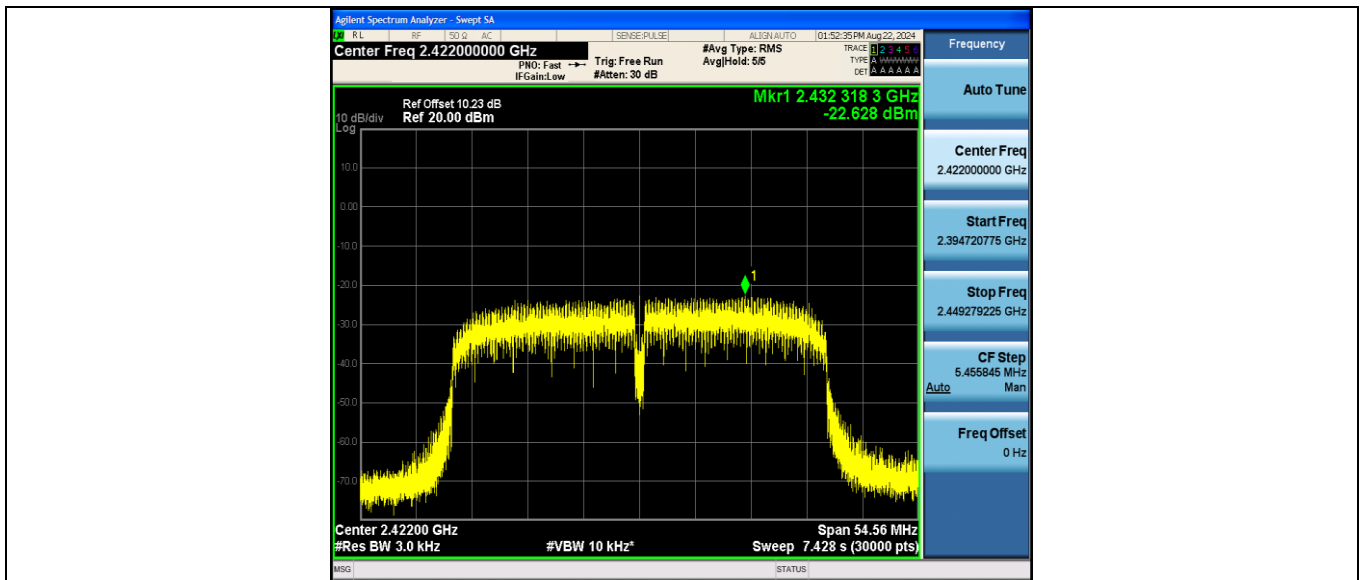 Agilent Spectrum Analyzer - Swept SA
RL RF 50 Ω AC SENSE:PULSE ALIGN AUTO 01:52:35 PM Aug 22, 2024
Center Freq 2.422000000 GHz
PNO: Fast
IFGain:Low
Trig: Free Run
#Atten: 30 dB
#Avg Type: RMS
Avg|Hold: 5/5
TRACE 1 2 3 4 5 6
TYPE A WWWWW
DET A A A A A A
Mkr1 2.432 318 3 GHz
-22.628 dBm
Ref Offset 10.23 dB
10 dB/div Ref 20.00 dBm
Log
10.0
0.00
-10.0
1
-20.0
-30.0
-40.0
-50.0
-60.0
-70.0
Center 2.42200 GHz Span 54.56 MHz
#Res BW 3.0 kHz #VBW 10 kHz* Sweep 7.428 s (30000 pts)
MSG STATUS
Frequency
Auto Tune
Center Freq
2.422000000 GHz
Start Freq
2.394720775 GHz
Stop Freq
2.449279225 GHz
CF Step
5.455845 MHz
Auto Man
Freq Offset
0 Hz